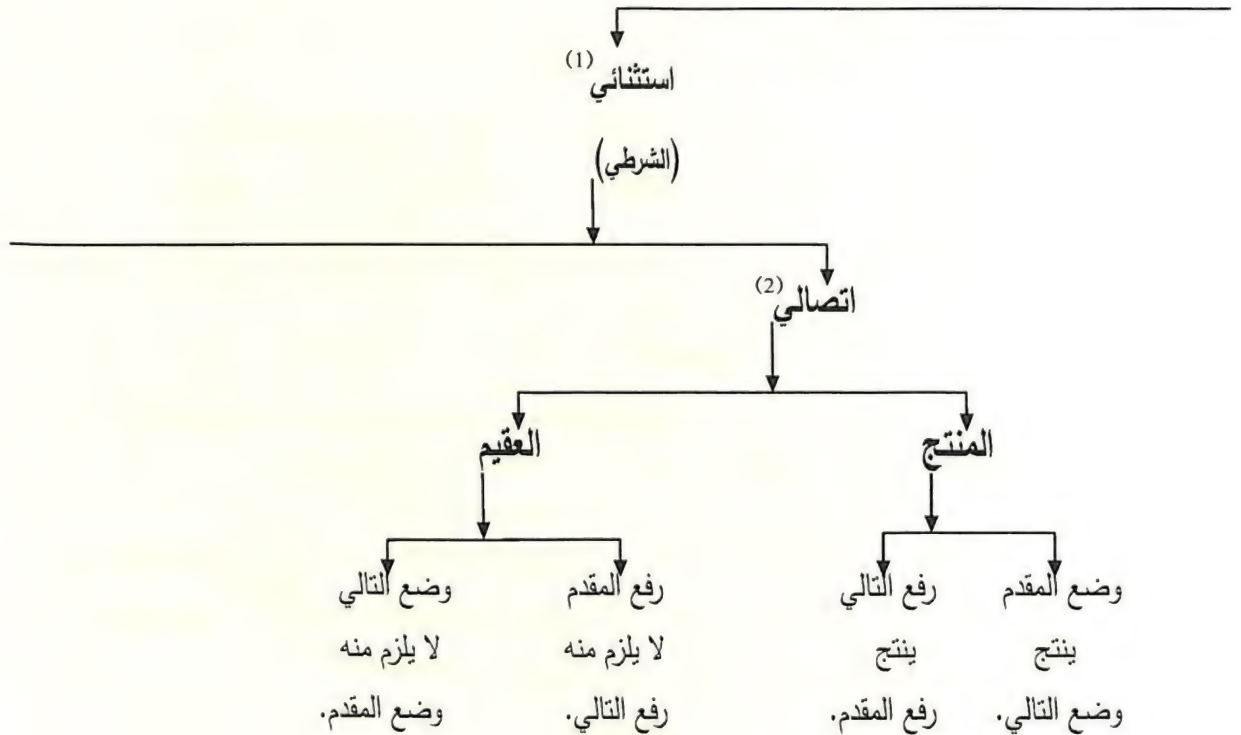 استثنائي (1)
(الشرطي)
اتصالي (2)
المنتج
العقيم
وضع المقدم
ينتج
وضع التالي.
رفع التالي
ينتج
رفع المقدم.
رفع المقدم
لا يلزم منه
رفع التالي.
وضع التالي
لا يلزم منه
وضع المقدم.